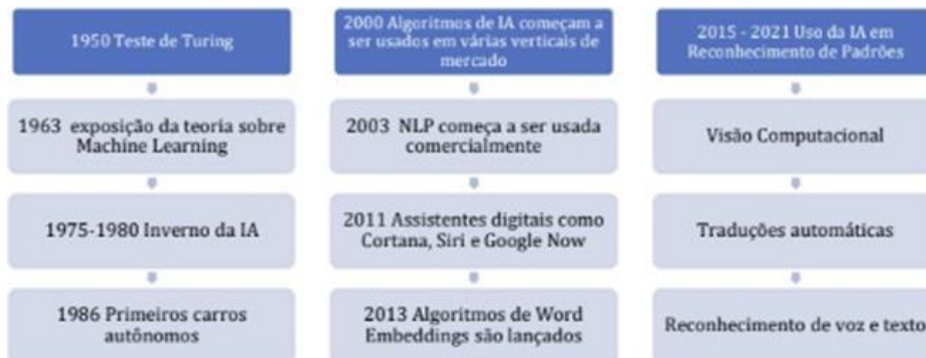 1950 Teste de Turing
1963 exposição da teoria sobre
Machine Learning
1975-1980 Inverno da IA
1986 Primeiros carros
autônomos
2000 Algoritmos de IA começam a
ser usados em várias verticais de
mercado
2003 NLP começa a ser usada
comercialmente
2011 Assistentes digitais como
Cortana, Siri e Google Now
2013 Algoritmos de Word
Embeddings são lançados
2015 - 2021 Uso da IA em
Reconhecimento de Padrões
Visão Computacional
Traduções automáticas
Reconhecimento de voz e texto